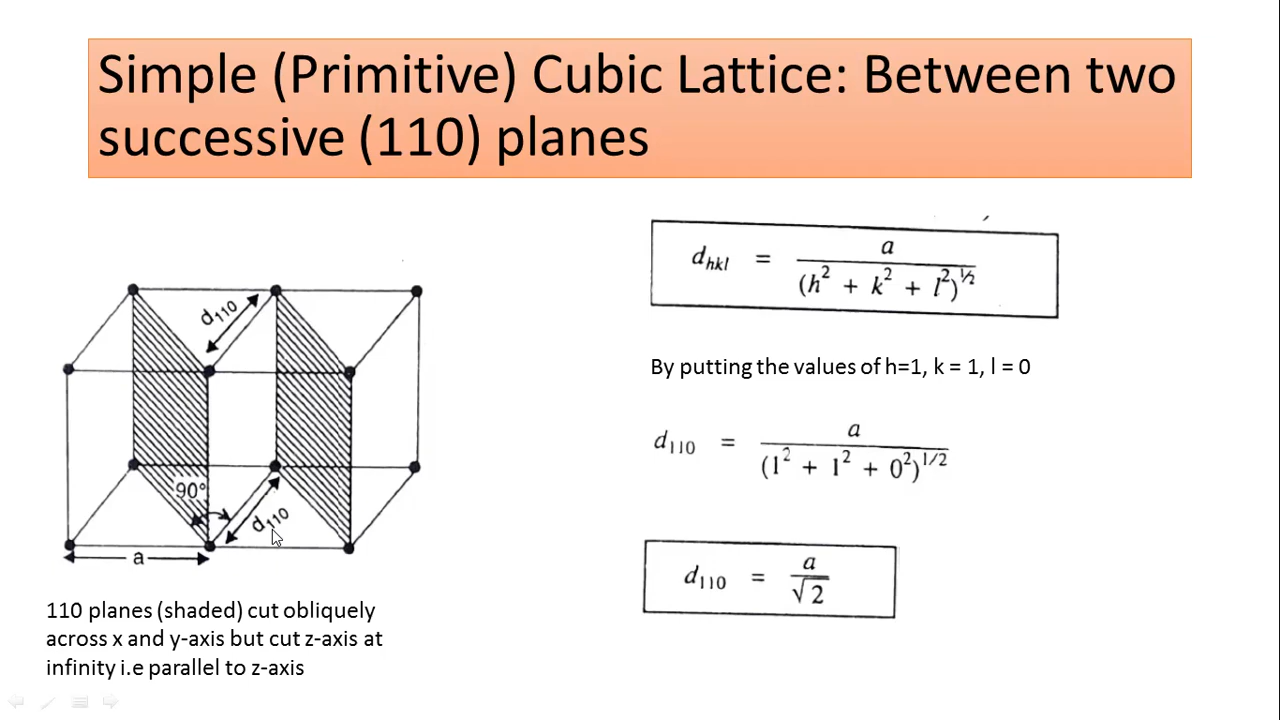 Simple (Primitive) Cubic Lattice: Between two
successive (110) planes
d110
90°
d110
a
110 planes (shaded) cut obliquely
across x and y-axis but cut z-axis at
infinity i.e parallel to z-axis
dhkl = a / (h² + k² + l²)^½
By putting the values of h=1, k = 1, l = 0
d110 = a / (1² + 1² + 0²)^1/2
d110 = a / √2